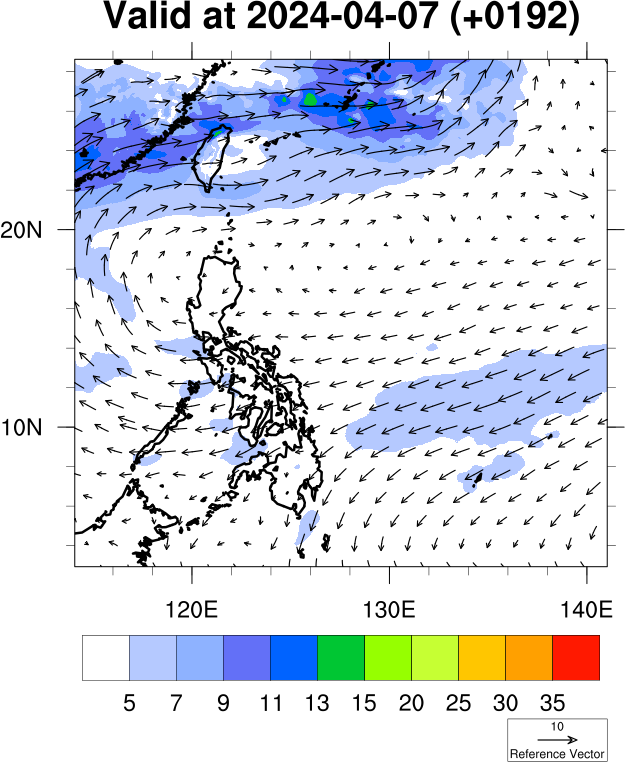 Valid at 2024-04-07 (+0192)
20N
10N
120E 130E 140E
5 7 9 11 13 15 20 25 30 35
10
Reference Vector